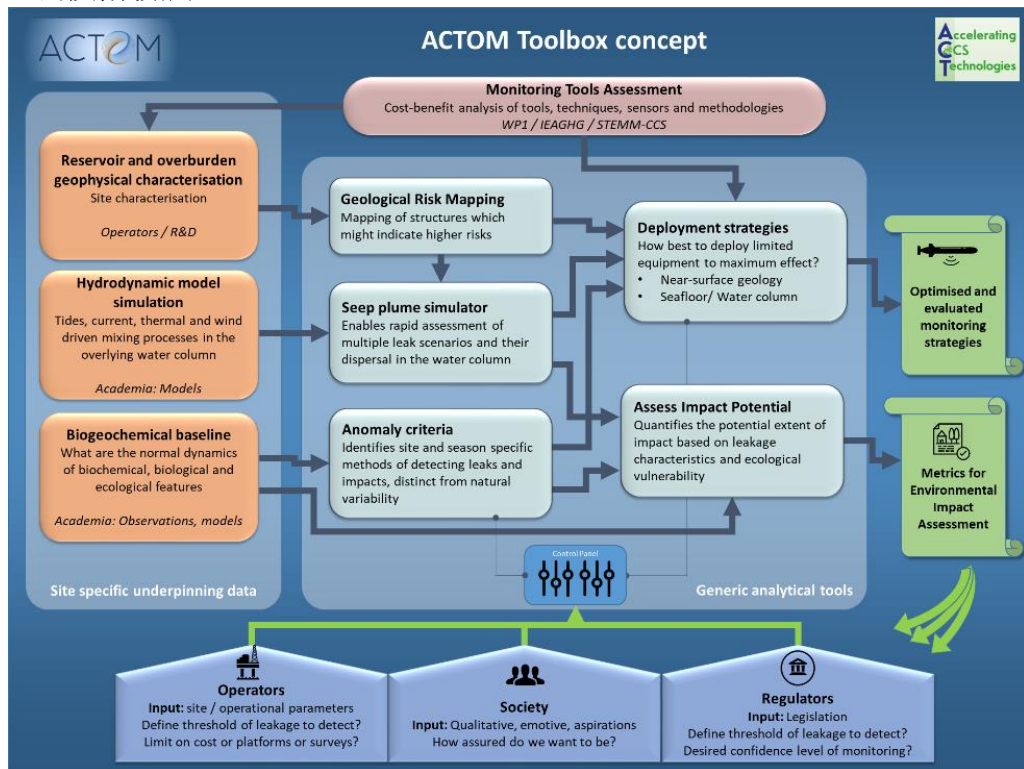 ACTOM
ACTOM Toolbox concept
Accelerating
CCS
Technologies
Monitoring Tools Assessment
Cost-benefit analysis of tools, techniques, sensors and methodologies
WP1 / IEAGHG / STEMM-CCS
Reservoir and overburden
geophysical characterisation
Site characterisation
Operators / R&D
Hydrodynamic model
simulation
Tides, current, thermal and wind
driven mixing processes in the
overlying water column
Academia: Models
Biogeochemical baseline
What are the normal dynamics
of biochemical, biological and
ecological features
Academia: Observations, models
Site specific underpinning data
Geological Risk Mapping
Mapping of structures which
might indicate higher risks
Seep plume simulator
Enables rapid assessment of
multiple leak scenarios and their
dispersal in the water column
Anomaly criteria
Identifies site and season specific
methods of detecting leaks and
impacts, distinct from natural
variability
Deployment strategies
How best to deploy limited
equipment to maximum effect?
• Near-surface geology
• Seafloor/ Water column
Assess Impact Potential
Quantifies the potential extent of
impact based on leakage
characteristics and ecological
vulnerability
Control Panel
Generic analytical tools
Optimised and
evaluated
monitoring
strategies
Metrics for
Environmental
Impact
Assessment
Operators
Input: site / operational parameters
Define threshold of leakage to detect?
Limit on cost or platforms or surveys?
Society
Input: Qualitative, emotive, aspirations
How assured do we want to be?
Regulators
Input: Legislation
Define threshold of leakage to detect?
Desired confidence level of monitoring?